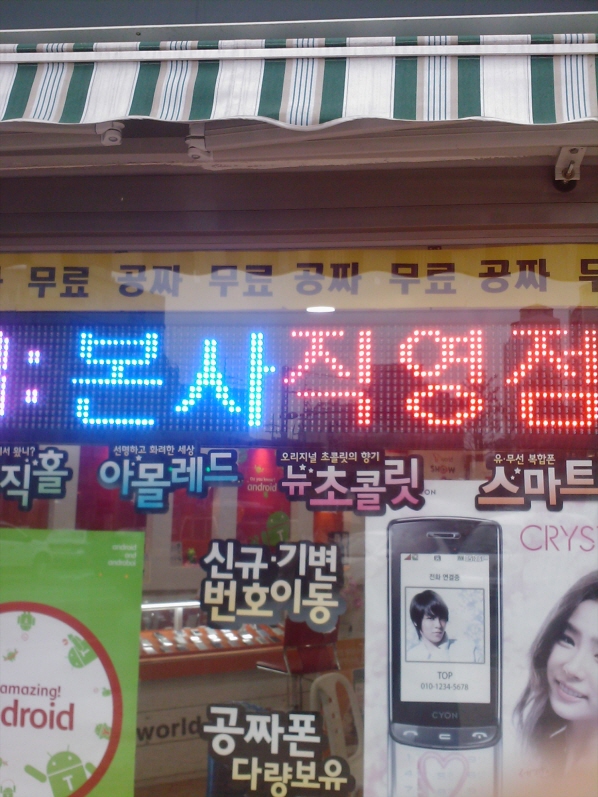 무료 공짜 무료 공짜 무료 공짜
본사직영점
선명하고 화려한 세상
오리지널 초콜릿의 향기
유·무선 복합폰
아몰레드
뉴초콜릿
스마트
android
CYON
신규·기변
번호이동
CRYS
전화 연결중
TOP
010-1234-5678
CYON
amazing!
droid
world
공짜폰
다량보유